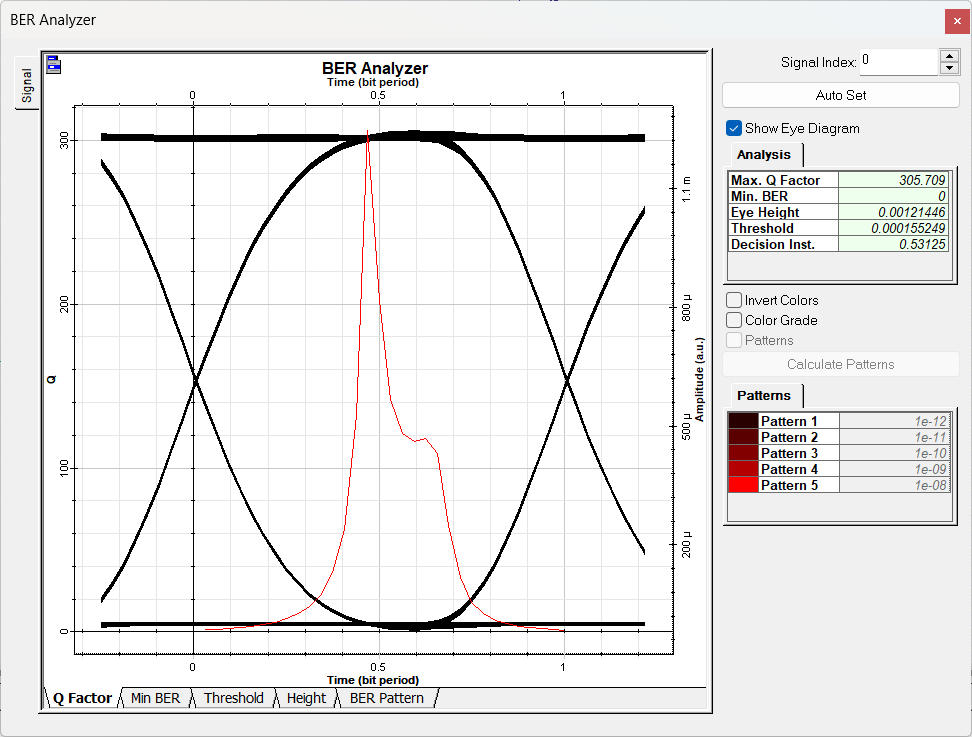 BER Analyzer
Signal
BER Analyzer
Time (bit period)
0 0.5 1
300
200
100
0
Q
1.1 m
800 µ
500 µ
200 µ
Amplitude (a.u.)
0 0.5 1
Time (bit period)
Q Factor Min BER Threshold Height BER Pattern
Signal Index: 0
Auto Set
Show Eye Diagram
Analysis
Max. Q Factor 305.709
Min. BER 0
Eye Height 0.00121446
Threshold 0.000155249
Decision Inst. 0.53125
Invert Colors
Color Grade
Patterns
Calculate Patterns
Patterns
Pattern 1 1e-12
Pattern 2 1e-11
Pattern 3 1e-10
Pattern 4 1e-09
Pattern 5 1e-08